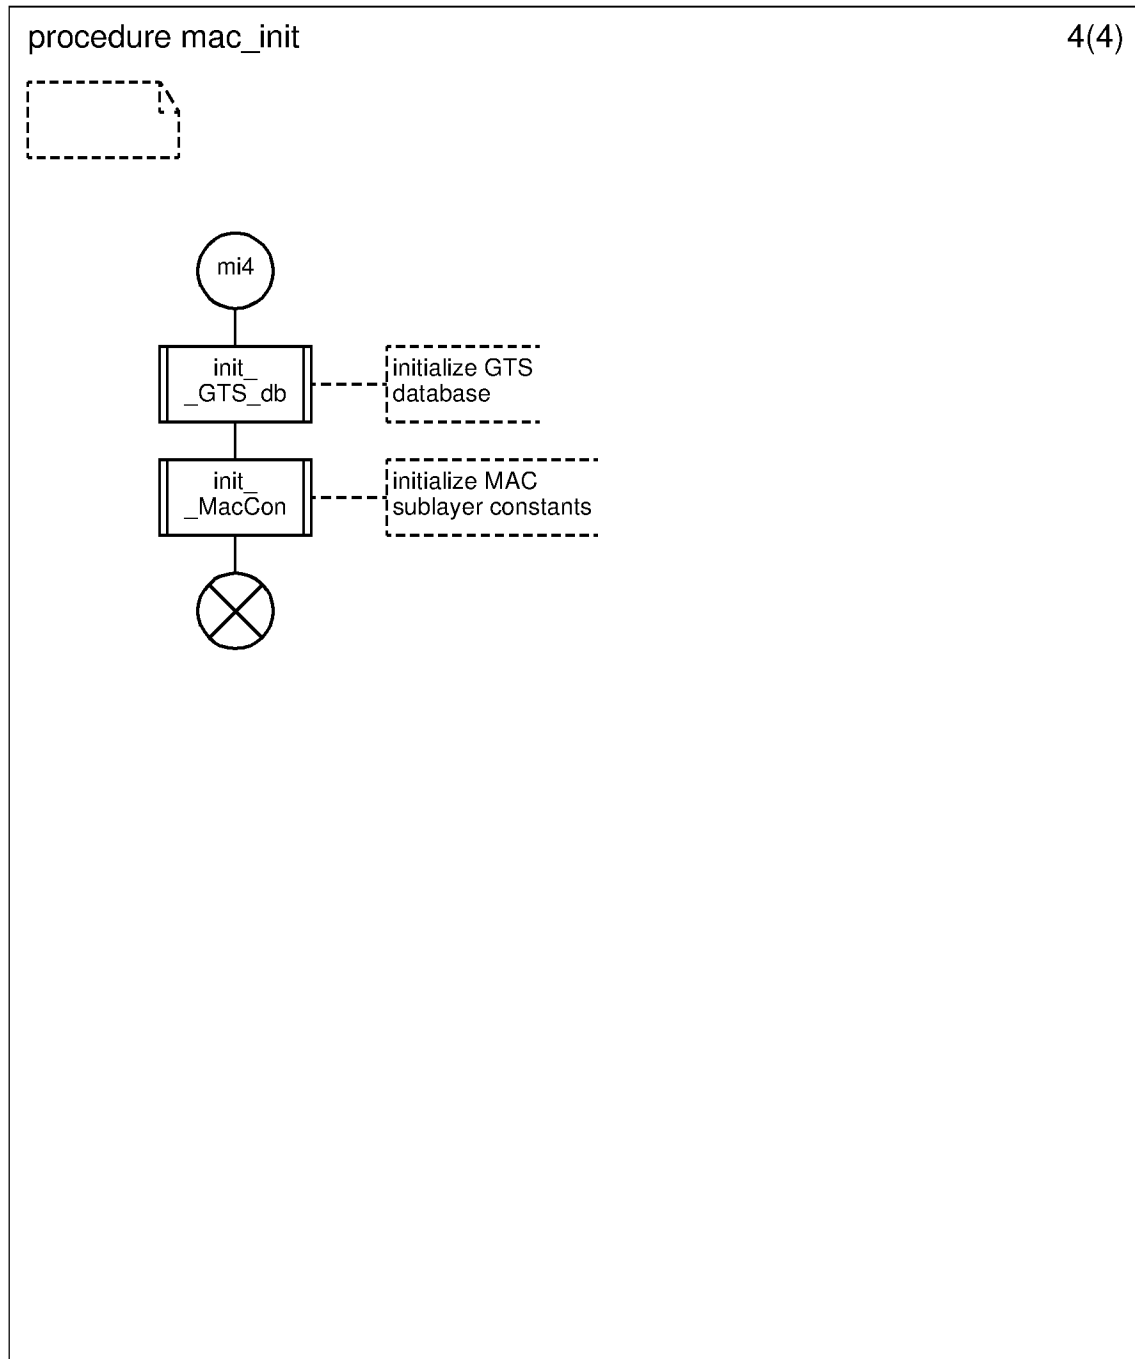 procedure mac_init
4(4)
mi4
init_
_GTS_db
initialize GTS
database
init_
_MacCon
initialize MAC
sublayer constants